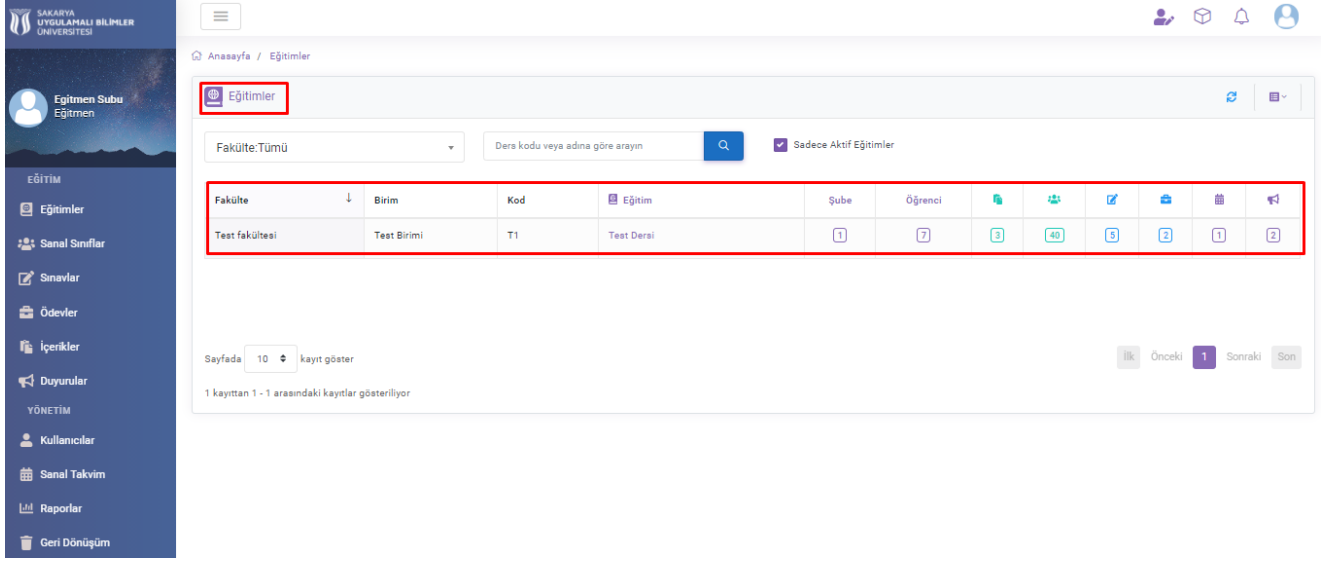 SAKARYA
UYGULAMALI BİLİMLER
ÜNİVERSİTESİ
Egitmen Subu
Eğitmen
EĞİTİM
Eğitimler
Sanal Sınıflar
Sınavlar
Ödevler
İçerikler
Duyurular
YÖNETİM
Kullanıcılar
Sanal Takvim
Raporlar
Geri Dönüşüm
Anasayfa / Eğitimler
Eğitimler
Fakülte:Tümü Ders kodu veya adına göre arayın Sadece Aktif Eğitimler
Fakülte ↓ Birim Kod Eğitim Şube Öğrenci
Test fakültesi Test Birimi T1 Test Dersi 1 7 3 40 5 2 1 2
Sayfada 10 kayıt göster İlk Önceki 1 Sonraki Son
1 kayıttan 1 - 1 arasındaki kayıtlar gösteriliyor